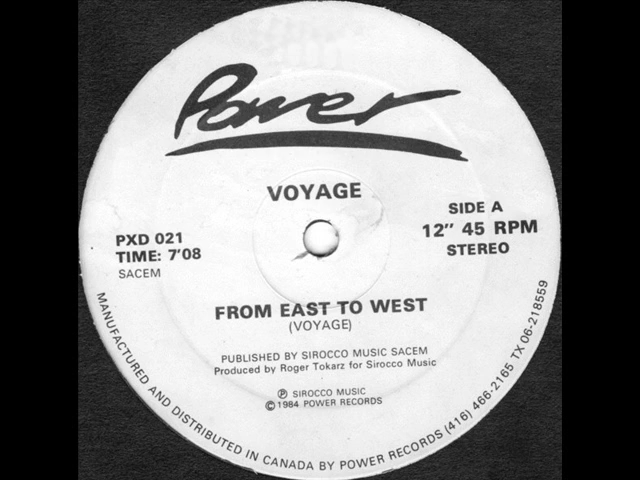 Power
VOYAGE
PXD 021
TIME: 7'08
SACEM
SIDE A
12" 45 RPM
STEREO
FROM EAST TO WEST
(VOYAGE)
PUBLISHED BY SIROCCO MUSIC SACEM
Produced by Roger Tokarz for Sirocco Music
℗ SIROCCO MUSIC
©1984 POWER RECORDS
MANUFACTURED AND DISTRIBUTED IN CANADA BY POWER RECORDS (416) 466-2165 TX 06-218559